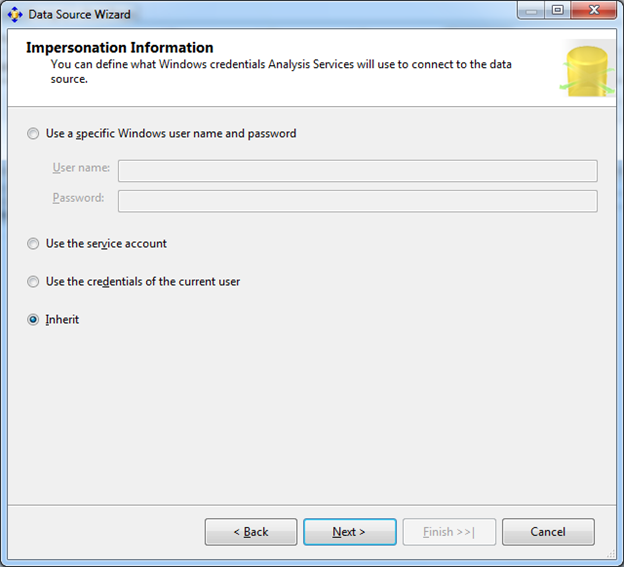 Data Source Wizard
Impersonation Information
You can define what Windows credentials Analysis Services will use to connect to the data
source.
Use a specific Windows user name and password
User name:
Password:
Use the service account
Use the credentials of the current user
Inherit
< Back
Next >
Finish >>|
Cancel